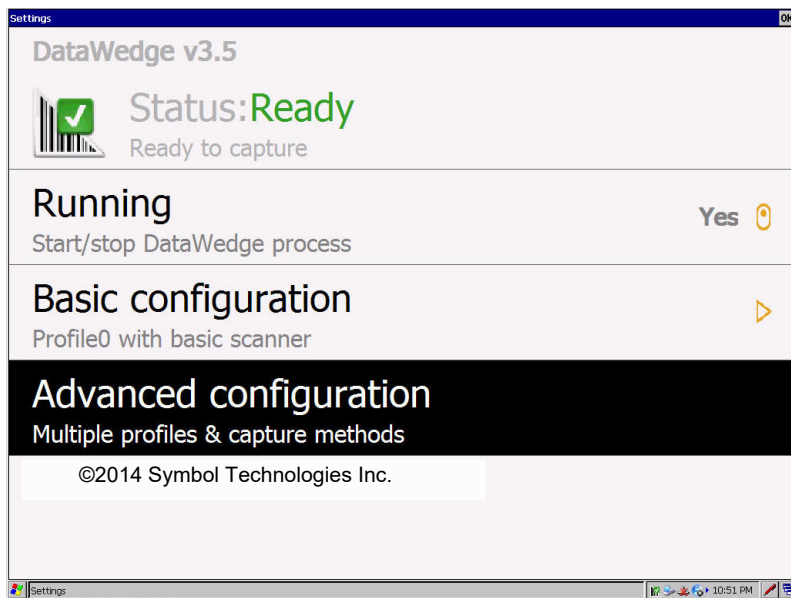 Settings
OK
DataWedge v3.5
Status:Ready
Ready to capture
Running
Yes
Start/stop DataWedge process
Basic configuration
Profile0 with basic scanner
Advanced configuration
Multiple profiles & capture methods
©2014 Symbol Technologies Inc.
Settings
10:51 PM